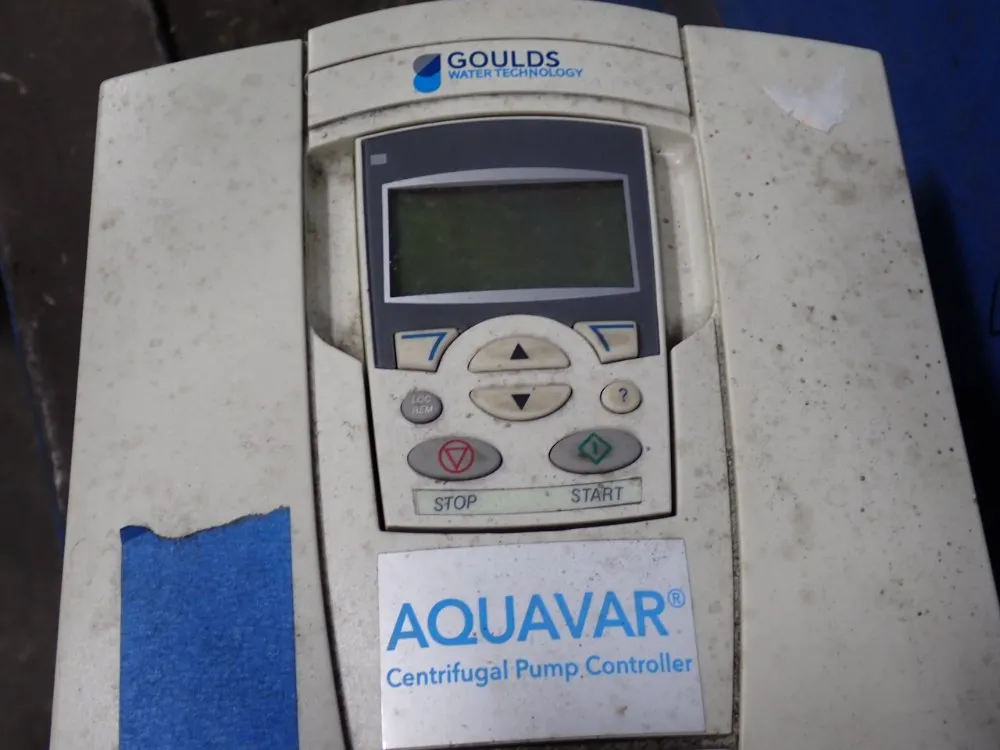 GOULDS
WATER TECHNOLOGY
LOC
REM
?
STOP
START
AQUAVAR®
Centrifugal Pump Controller